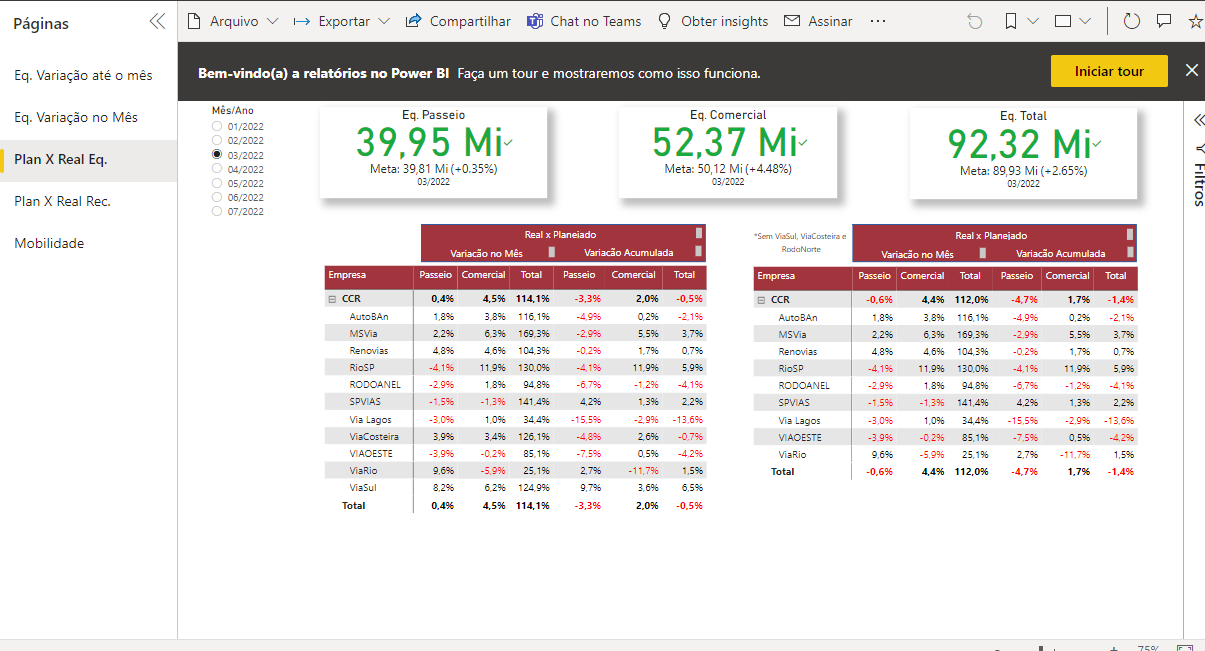 Páginas
Arquivo Exportar Compartilhar Chat no Teams Obter insights Assinar ...
Eq. Variação até o mês
Eq. Variação no Mês
Plan X Real Eq.
Plan X Real Rec.
Mobilidade
Bem-vindo(a) a relatórios no Power BI Faça um tour e mostraremos como isso funciona. Iniciar tour
Mês/Ano
01/2022
02/2022
03/2022
04/2022
05/2022
06/2022
07/2022
Eq. Passeio
39,95 Mi
Meta: 39,81 Mi (+0.35%)
03/2022
Eq. Comercial
52,37 Mi
Meta: 50,12 Mi (+4.48%)
03/2022
Eq. Total
92,32 Mi
Meta: 89,93 Mi (+2.65%)
03/2022
Filtros
Real x Planejado
Variacão no Mês Variacão Acumulada
Empresa Passeio Comercial Total Passeio Comercial Total
CCR 0,4% 4,5% 114,1% -3,3% 2,0% -0,5%
AutoBAn 1,8% 3,8% 116,1% -4,9% 0,2% -2,1%
MSVia 2,2% 6,3% 169,3% -2,9% 5,5% 3,7%
Renovias 4,8% 4,6% 104,3% -0,2% 1,7% 0,7%
RioSP -4,1% 11,9% 130,0% -4,1% 11,9% 5,9%
RODOANEL -2,9% 1,8% 94,8% -6,7% -1,2% -4,1%
SPVIAS -1,5% -1,3% 141,4% 4,2% 1,3% 2,2%
Via Lagos -3,0% 1,0% 34,4% -15,5% -2,9% -13,6%
ViaCosteira 3,9% 3,4% 126,1% -4,8% 2,6% -0,7%
VIAOESTE -3,9% -0,2% 85,1% -7,5% 0,5% -4,2%
ViaRio 9,6% -5,9% 25,1% 2,7% -11,7% 1,5%
ViaSul 8,2% 6,2% 124,9% 9,7% 3,6% 6,5%
Total 0,4% 4,5% 114,1% -3,3% 2,0% -0,5%
*Sem ViaSul, ViaCosteira e
RodoNorte
Real x Planejado
Variacão no Mês Variacão Acumulada
Empresa Passeio Comercial Total Passeio Comercial Total
CCR -0,6% 4,4% 112,0% -4,7% 1,7% -1,4%
AutoBAn 1,8% 3,8% 116,1% -4,9% 0,2% -2,1%
MSVia 2,2% 6,3% 169,3% -2,9% 5,5% 3,7%
Renovias 4,8% 4,6% 104,3% -0,2% 1,7% 0,7%
RioSP -4,1% 11,9% 130,0% -4,1% 11,9% 5,9%
RODOANEL -2,9% 1,8% 94,8% -6,7% -1,2% -4,1%
SPVIAS -1,5% -1,3% 141,4% 4,2% 1,3% 2,2%
Via Lagos -3,0% 1,0% 34,4% -15,5% -2,9% -13,6%
VIAOESTE -3,9% -0,2% 85,1% -7,5% 0,5% -4,2%
ViaRio 9,6% -5,9% 25,1% 2,7% -11,7% 1,5%
Total -0,6% 4,4% 112,0% -4,7% 1,7% -1,4%
75%